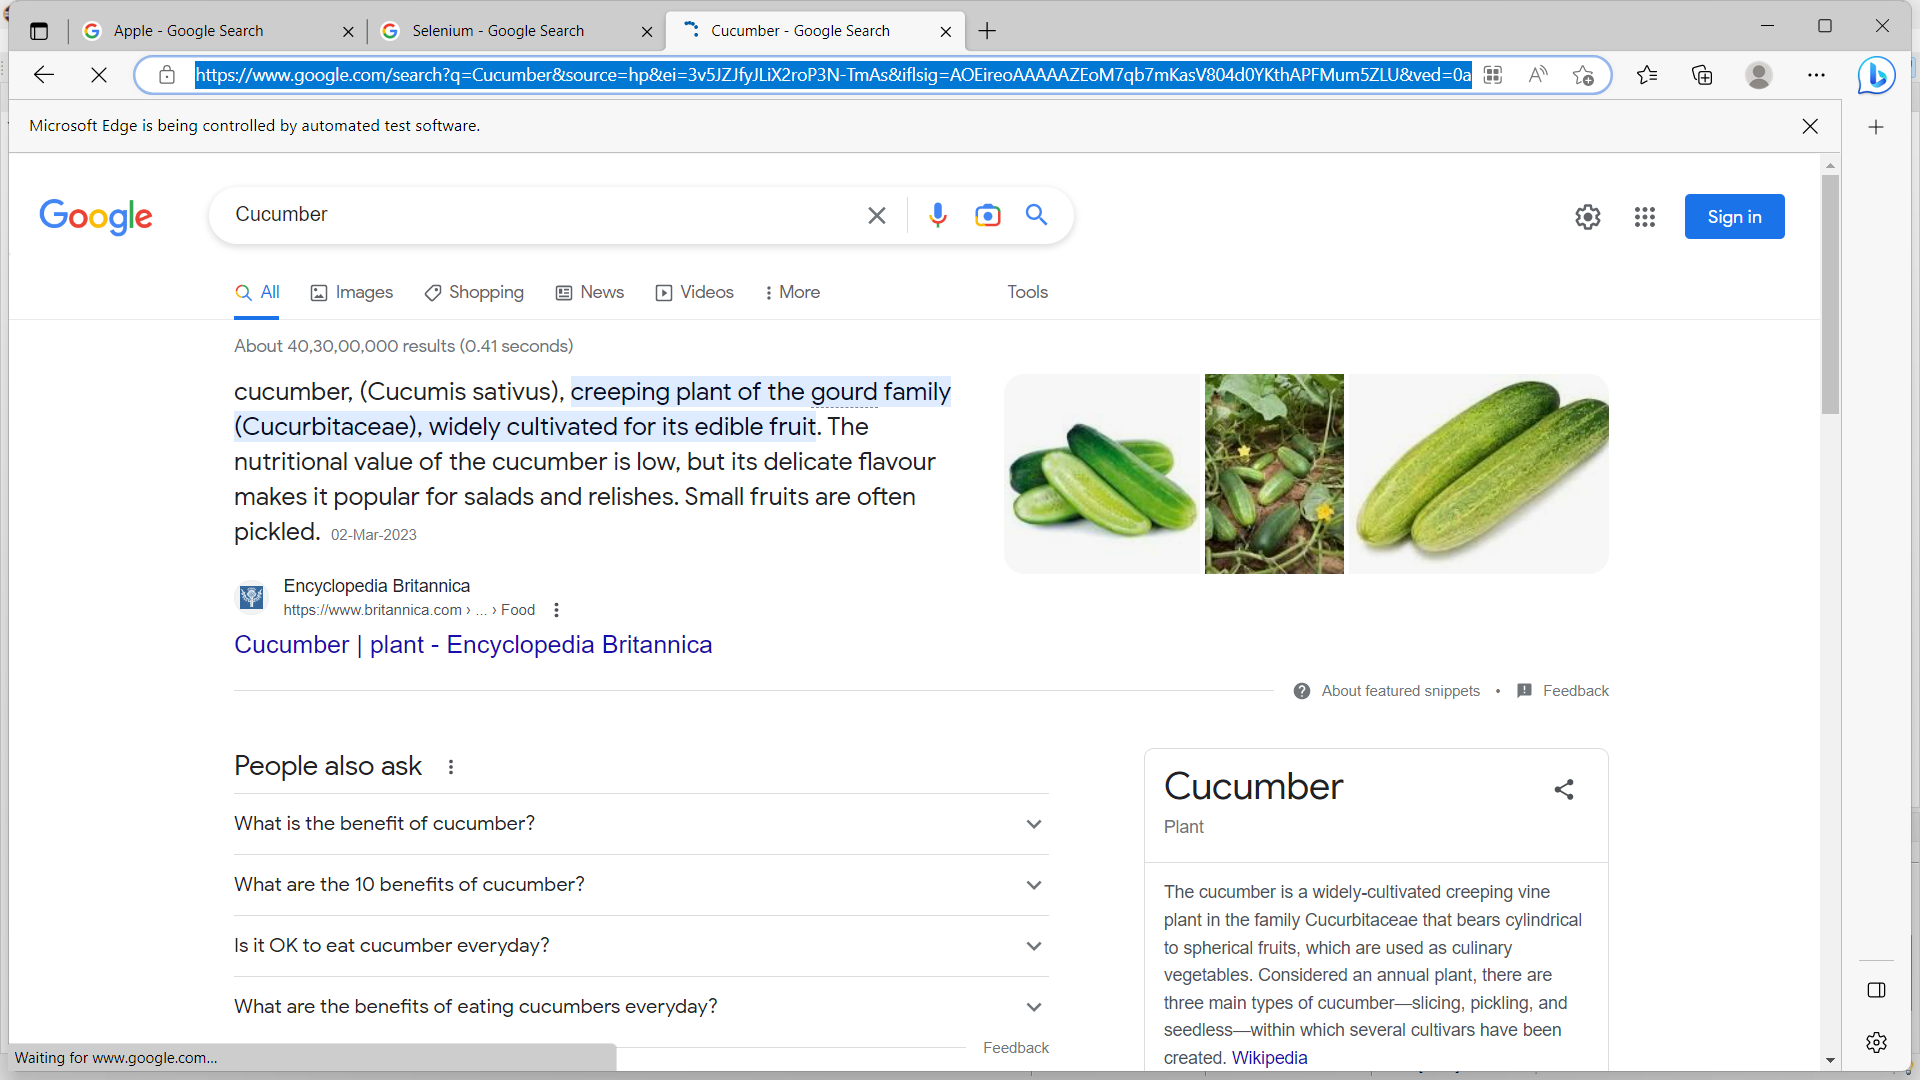 Apple - Google Search
Selenium - Google Search
Cucumber - Google Search
https://www.google.com/search?q=Cucumber&source=hp&ei=3v5JZJfyJLiX2roP3N-TmAs&iflsig=AOEireoAAAAAZEoM7qb7mKasV804d0YKthAPFMum5ZLU&ved=0a
Microsoft Edge is being controlled by automated test software.
Google
Cucumber
Sign in
All Images Shopping News Videos More Tools
About 40,30,00,000 results (0.41 seconds)
cucumber, (Cucumis sativus), creeping plant of the gourd family
(Cucurbitaceae), widely cultivated for its edible fruit. The
nutritional value of the cucumber is low, but its delicate flavour
makes it popular for salads and relishes. Small fruits are often
pickled. 02-Mar-2023
Encyclopedia Britannica
https://www.britannica.com › ... › Food
Cucumber | plant - Encyclopedia Britannica
About featured snippets • Feedback
People also ask
What is the benefit of cucumber?
What are the 10 benefits of cucumber?
Is it OK to eat cucumber everyday?
What are the benefits of eating cucumbers everyday?
Feedback
Cucumber
Plant
The cucumber is a widely-cultivated creeping vine
plant in the family Cucurbitaceae that bears cylindrical
to spherical fruits, which are used as culinary
vegetables. Considered an annual plant, there are
three main types of cucumber—slicing, pickling, and
seedless—within which several cultivars have been
created. Wikipedia
Waiting for www.google.com...